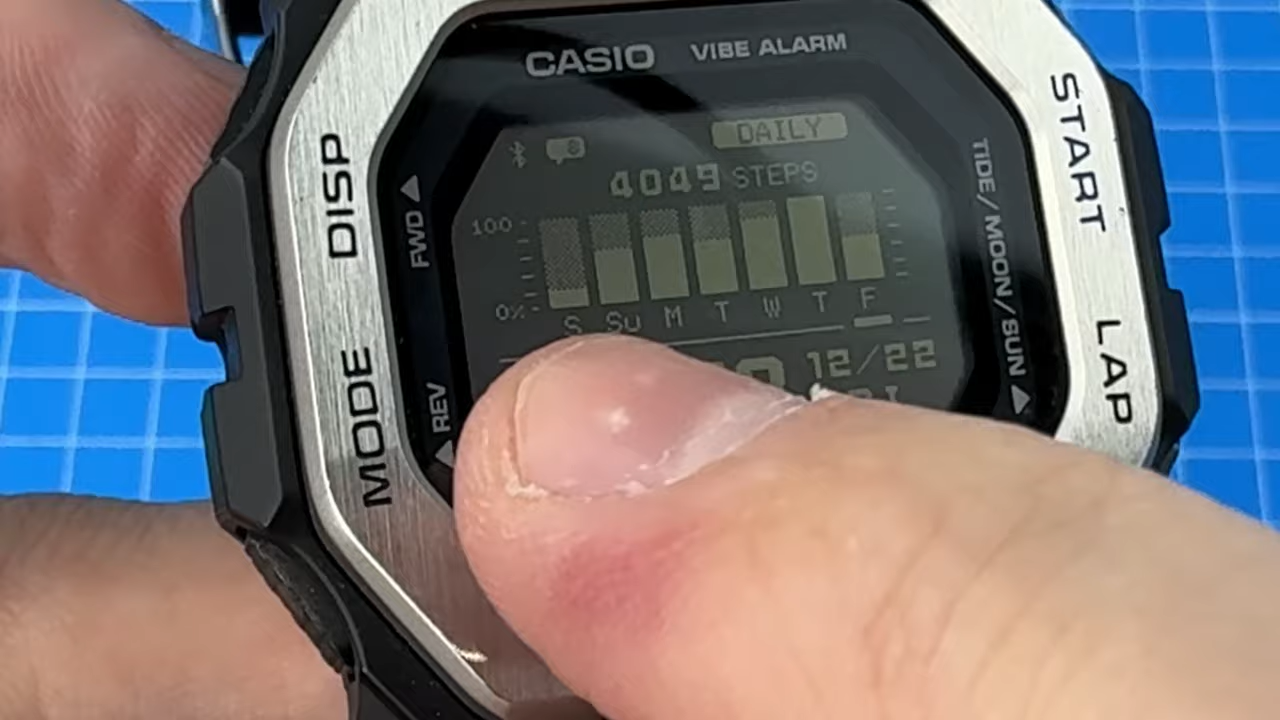 CASIO VIBE ALARM
DISP
FWD
MODE
REV
START
LAP
TIDE/MOON/SUN
DAILY
4049 STEPS
100
0%
S Su M T W T F
12/22